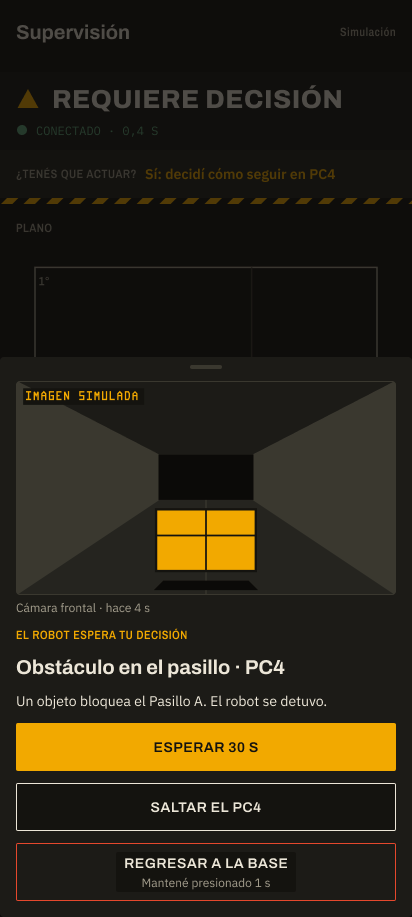 Supervisión
Simulación
REQUIERE DECISIÓN
CONECTADO · 0,4 S
¿TENÉS QUE ACTUAR? Sí: decidí cómo seguir en PC4
PLANO
1°
IMAGEN SIMULADA
Cámara frontal · hace 4 s
EL ROBOT ESPERA TU DECISIÓN
Obstáculo en el pasillo · PC4
Un objeto bloquea el Pasillo A. El robot se detuvo.
ESPERAR 30 S
SALTAR EL PC4
REGRESAR A LA BASE
Mantené presionado 1 s